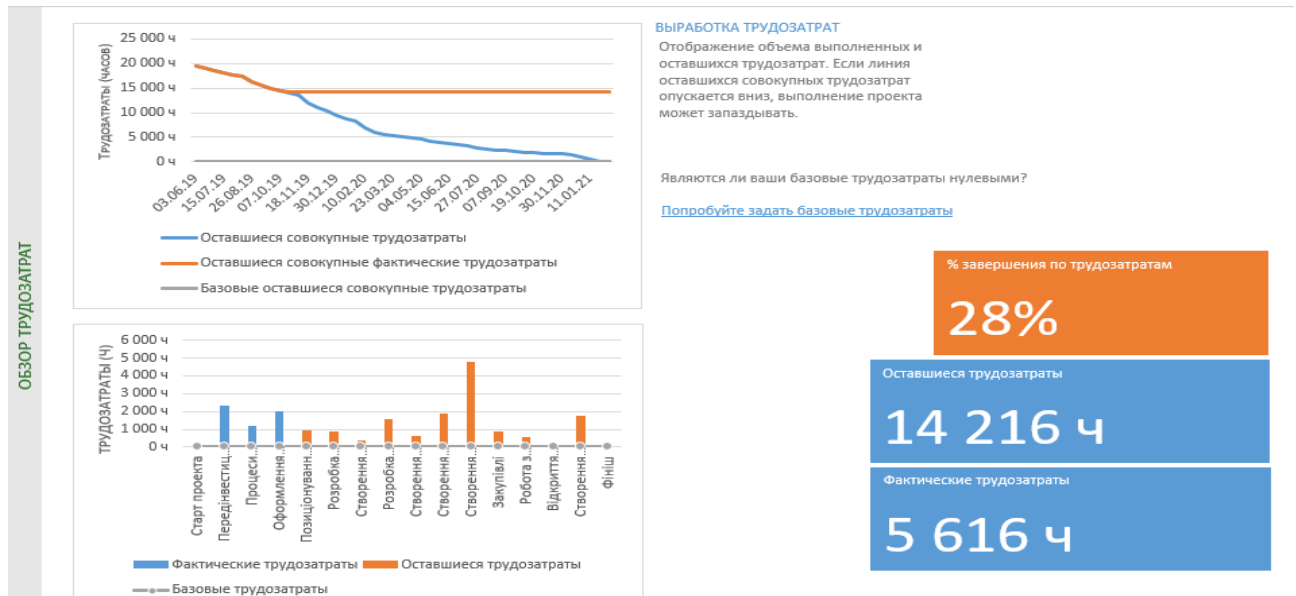 ОБЗОР ТРУДОЗАТРАТ
ТРУДОЗАТРАТЫ (ЧАСОВ)
25 000 ч
20 000 ч
15 000 ч
10 000 ч
5 000 ч
0 ч
03.06.19
15.07.19
26.08.19
07.10.19
18.11.19
30.12.19
10.02.20
23.03.20
04.05.20
15.06.20
27.07.20
07.09.20
19.10.20
30.11.20
11.01.21
Оставшиеся совокупные трудозатраты
Оставшиеся совокупные фактические трудозатраты
Базовые оставшиеся совокупные трудозатраты
ВЫРАБОТКА ТРУДОЗАТРАТ
Отображение объема выполненных и
оставшихся трудозатрат. Если линия
оставшихся совокупных трудозатрат
опускается вниз, выполнение проекта
может запаздывать.
Являются ли ваши базовые трудозатраты нулевыми?
Попробуйте задать базовые трудозатраты
% завершения по трудозатратам
28%
Оставшиеся трудозатраты
14 216 ч
Фактические трудозатраты
5 616 ч
ТРУДОЗАТРАТЫ (Ч)
6 000 ч
5 000 ч
4 000 ч
3 000 ч
2 000 ч
1 000 ч
0 ч
Старт проекта
Передінвестиц...
Процеси...
Оформлення...
Позиціонуванн...
Розробка...
Створення...
Розробка...
Створення...
Створення...
Створення...
Закупівлі
Робота з...
Відкриття...
Створення...
Фініш
Фактические трудозатраты
Оставшиеся трудозатраты
Базовые трудозатраты